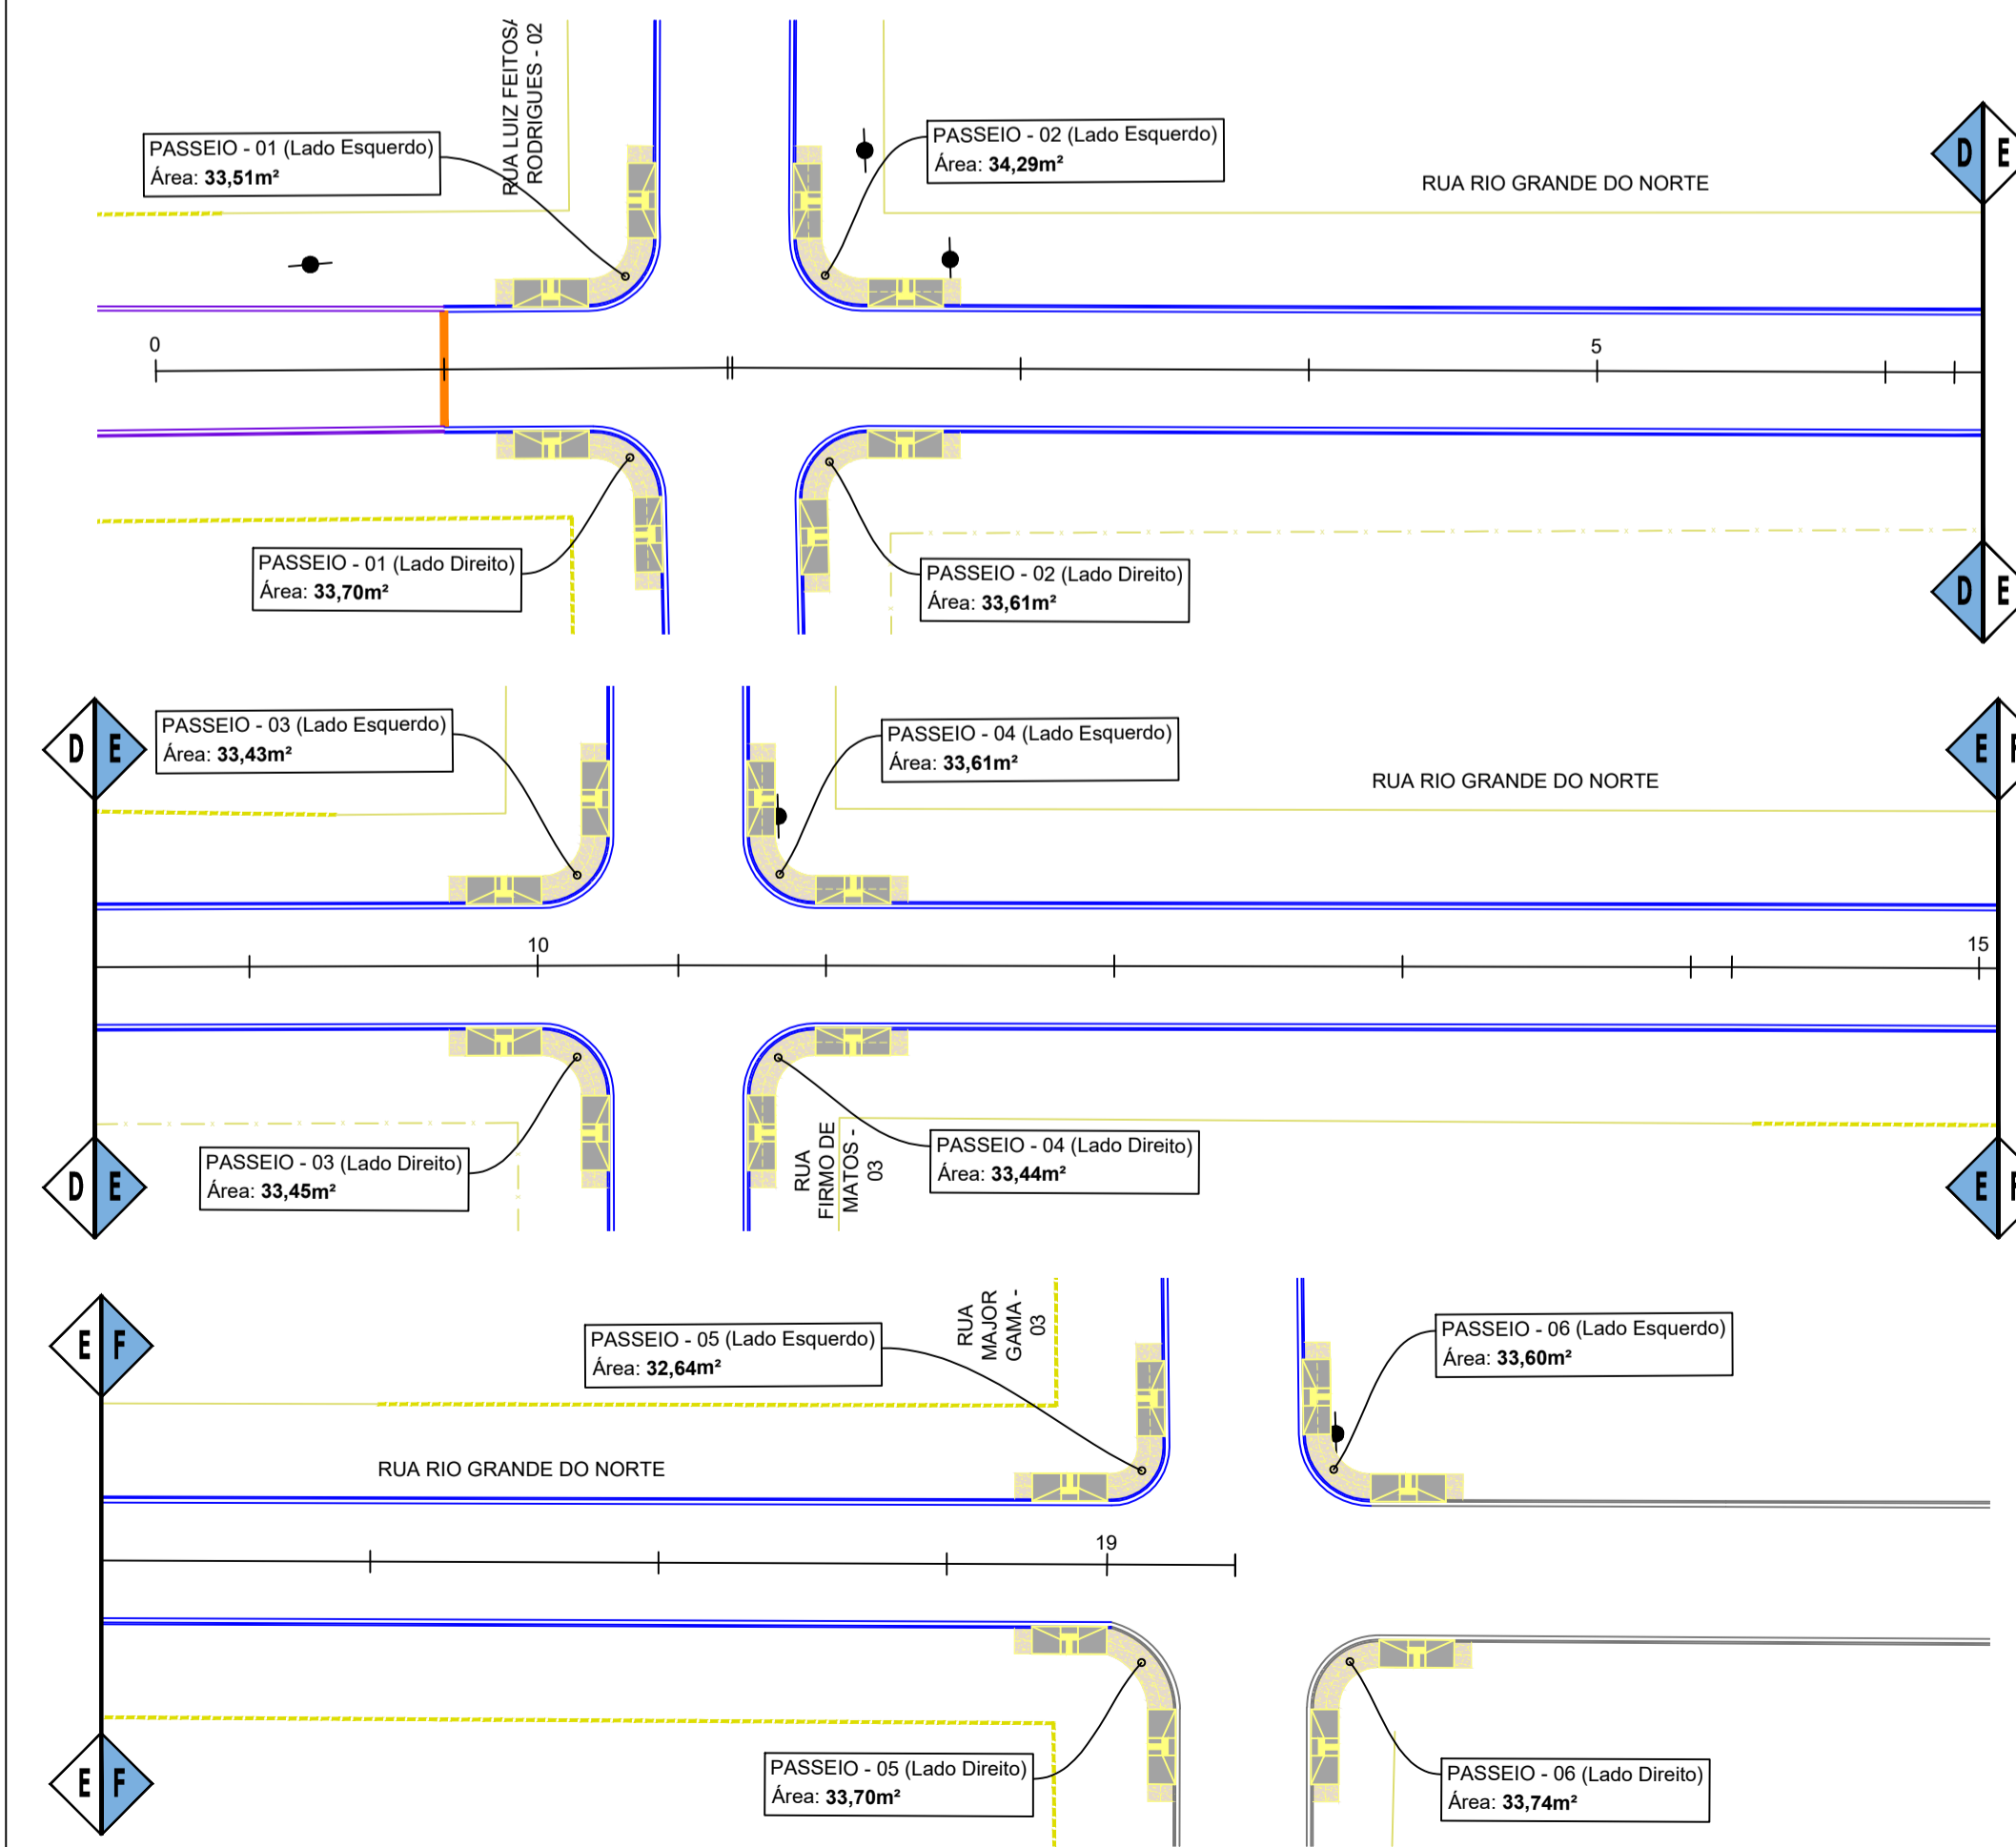 RUA LUIZ FEITOSA
RODRIGUES - 02
PASSEIO - 01 (Lado Esquerdo)
Área: 33,51m²
PASSEIO - 02 (Lado Esquerdo)
Área: 34,29m²
RUA RIO GRANDE DO NORTE
D E
0
5
PASSEIO - 01 (Lado Direito)
Área: 33,70m²
PASSEIO - 02 (Lado Direito)
Área: 33,61m²
D E
D E
PASSEIO - 03 (Lado Esquerdo)
Área: 33,43m²
PASSEIO - 04 (Lado Esquerdo)
Área: 33,61m²
RUA RIO GRANDE DO NORTE
E F
10
15
PASSEIO - 03 (Lado Direito)
Área: 33,45m²
RUA
FIRMO DE
MATOS -
03
PASSEIO - 04 (Lado Direito)
Área: 33,44m²
D E
E F
E F
PASSEIO - 05 (Lado Esquerdo)
Área: 32,64m²
RUA
MAJOR
GAMA -
03
PASSEIO - 06 (Lado Esquerdo)
Área: 33,60m²
RUA RIO GRANDE DO NORTE
19
PASSEIO - 05 (Lado Direito)
Área: 33,70m²
PASSEIO - 06 (Lado Direito)
Área: 33,74m²
E F